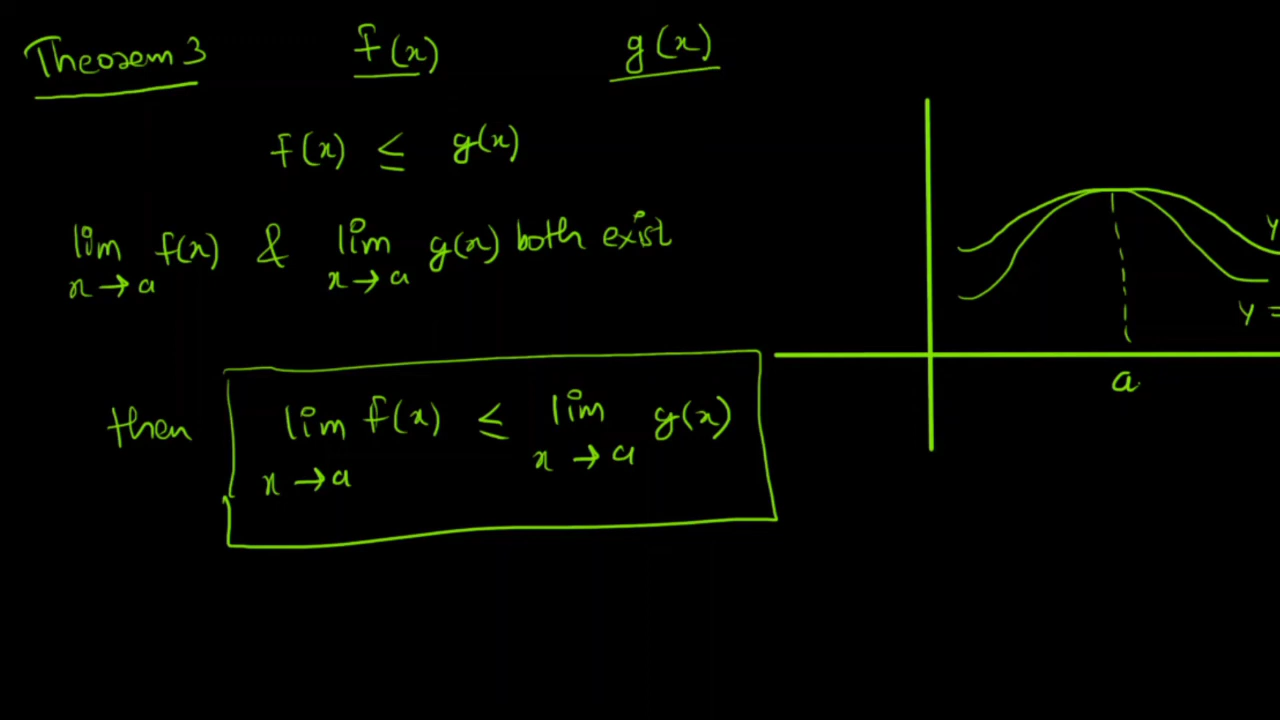 Theorem 3 f(x) g(x)
f(x) ≤ g(x)
lim x→a f(x) & lim x→a g(x) both exist
then lim x→a f(x) ≤ lim x→a g(x)
y
y =
a